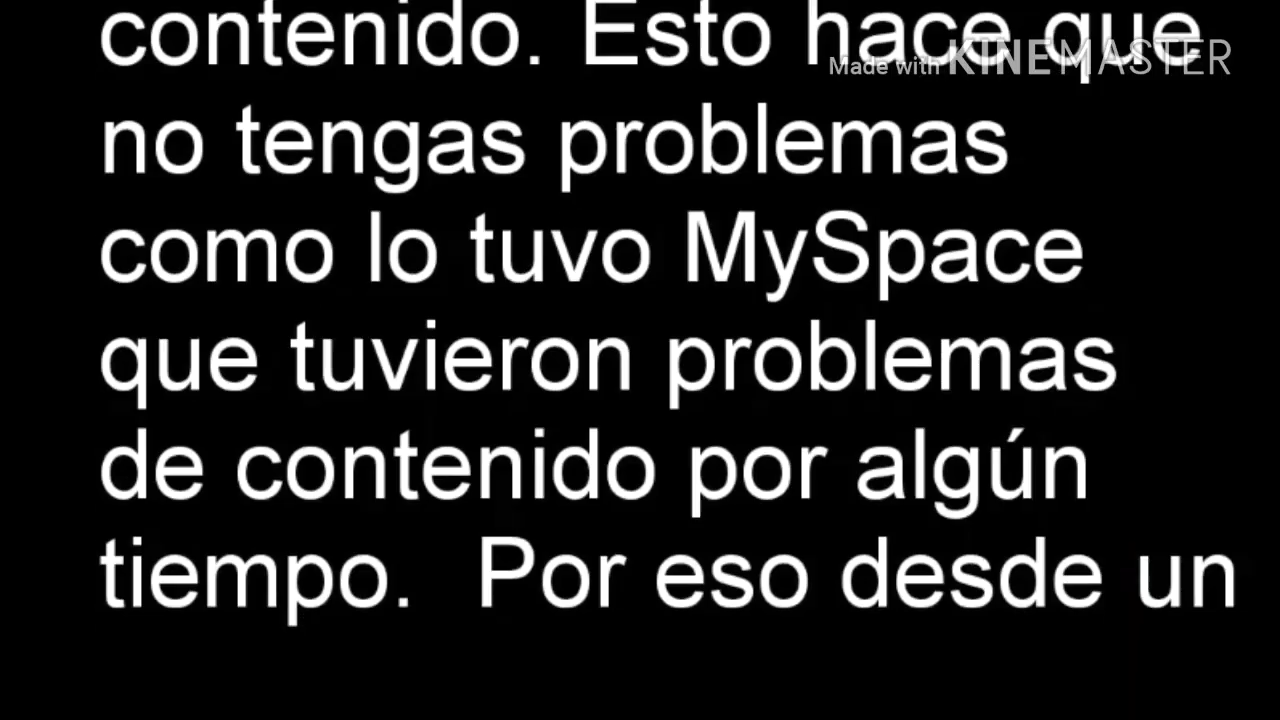 contenido. Esto hace que
Made with KINEMASTER
no tengas problemas
como lo tuvo MySpace
que tuvieron problemas
de contenido por algún
tiempo.  Por eso desde un